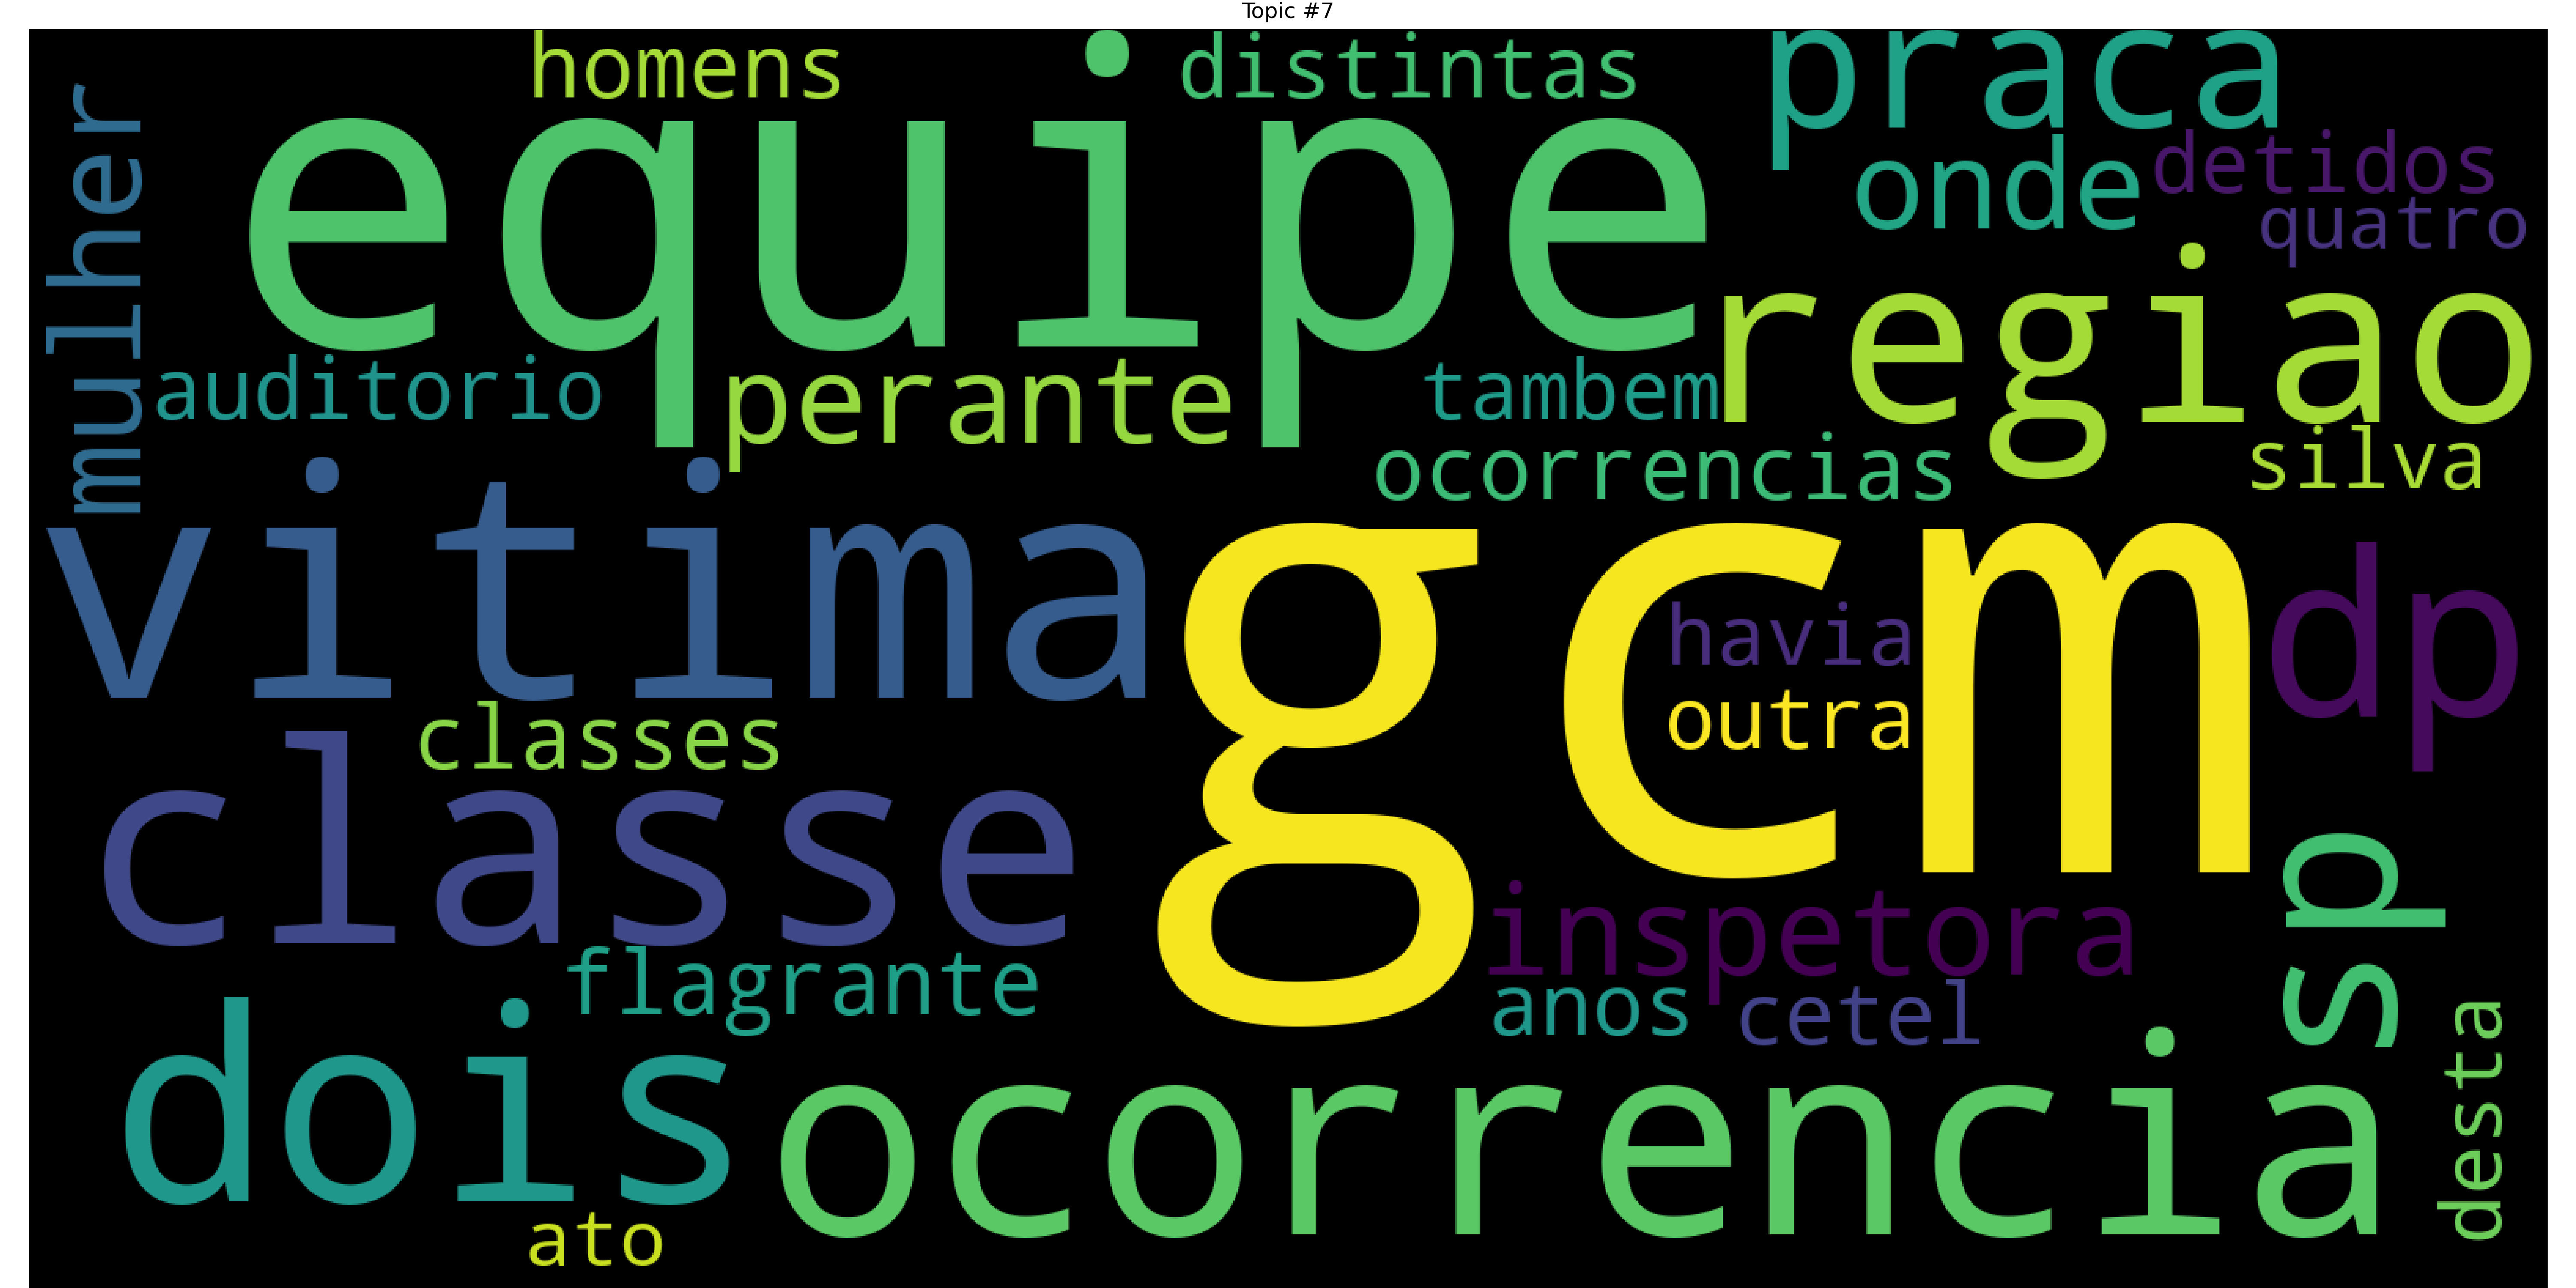 Topic #7
homens
distintas
praca
mulher
equipe
onde
detidos
quatro
regiao
auditorio
perante
tambem
ocorrencias
silva
vitima
gcm
havia
outra
dp
classes
classe
inspetora
sp
flagrante
anos
cetel
dois
ocorrencia
desta
ato